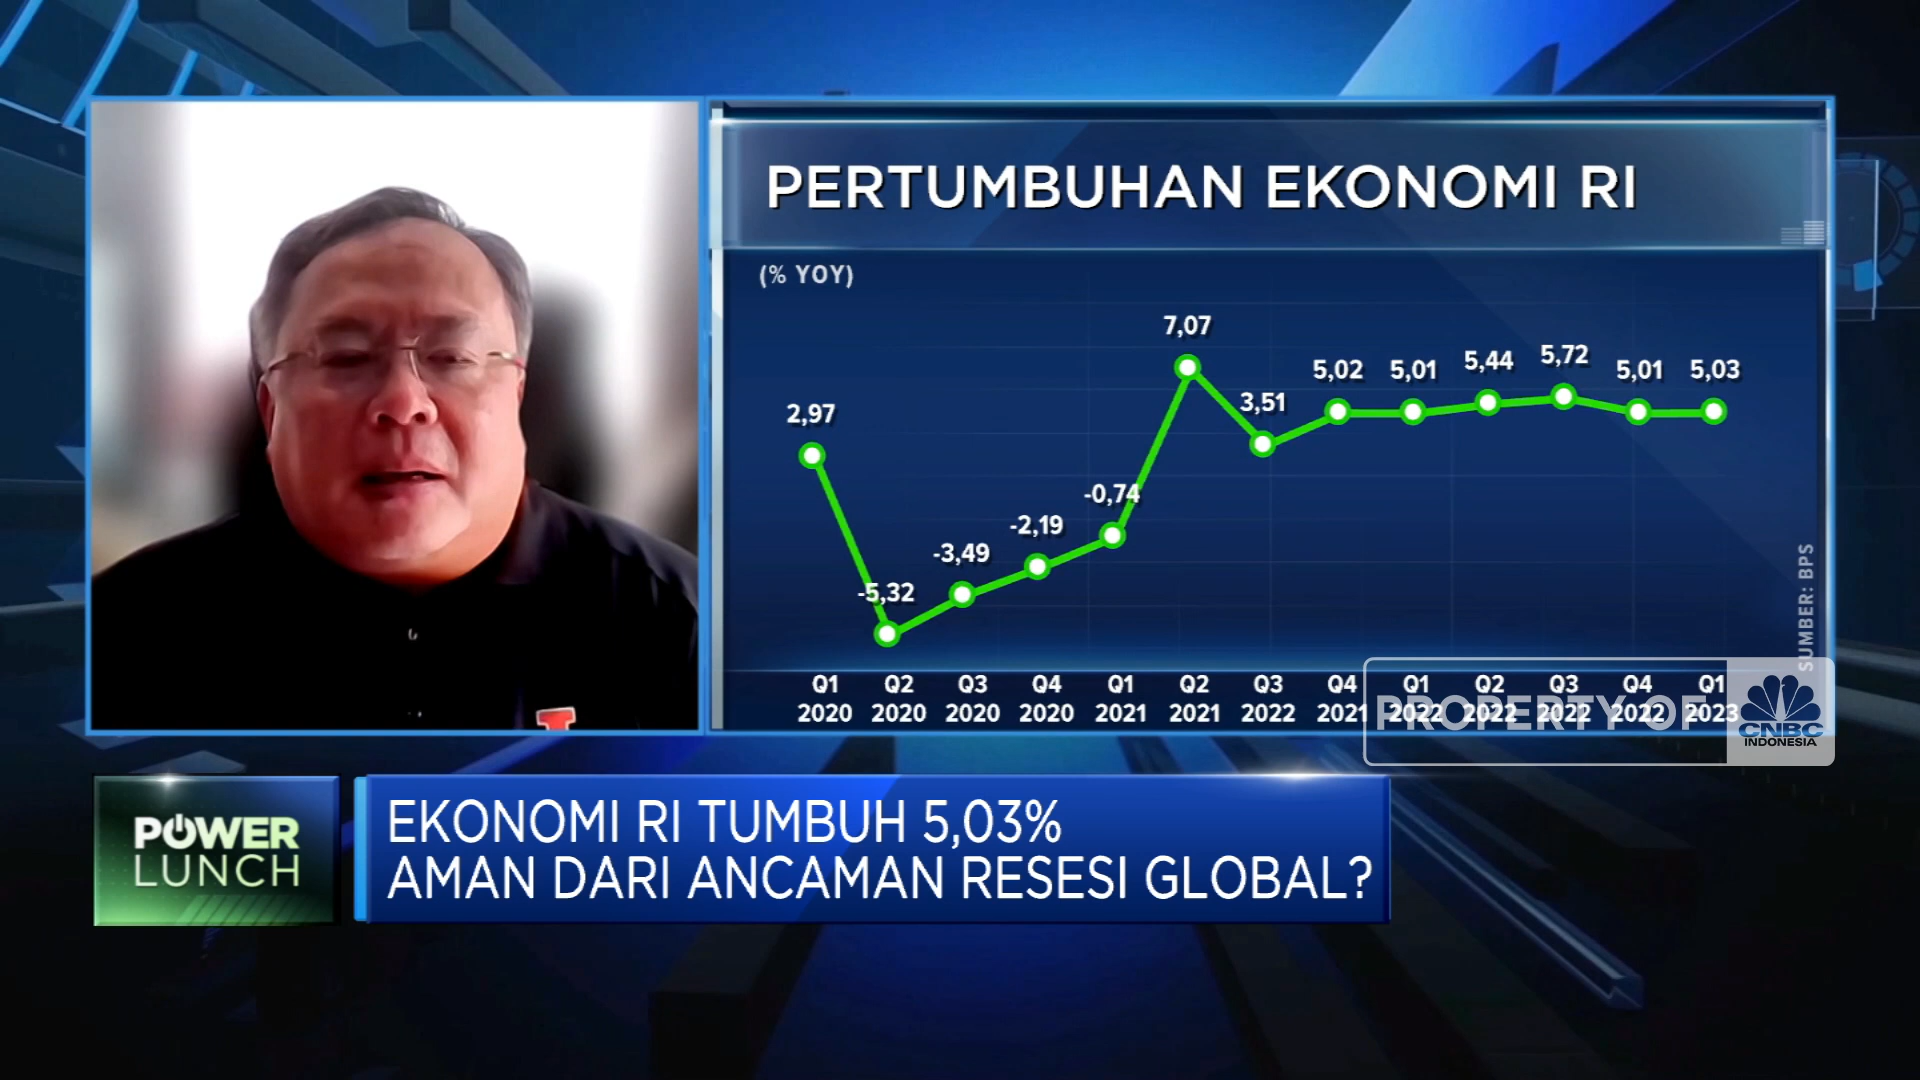 PERTUMBUHAN EKONOMI RI
(% YOY)
2,97
-5,32
-3,49
-2,19
-0,74
7,07
3,51
5,02
5,01
5,44
5,72
5,01
5,03
Q1 Q2 Q3 Q4 Q1 Q2 Q3 Q4 Q1 Q2 Q3 Q4 Q1
2020 2020 2020 2020 2021 2021 2022 2021 2022 2022 2022 2022 2023
SUMBER: BPS
PROPERTY OF
CNBC
INDONESIA
POWER
LUNCH
EKONOMI RI TUMBUH 5,03%
AMAN DARI ANCAMAN RESESI GLOBAL?